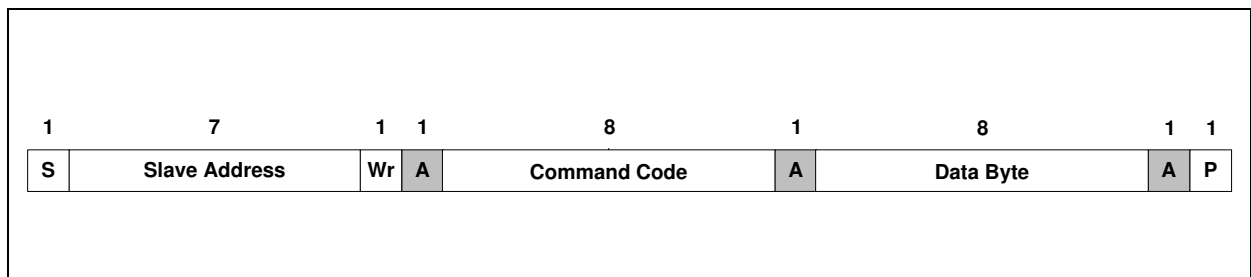 1 7 1 1 8 1 8 1 1
S Slave Address Wr A Command Code A Data Byte A P